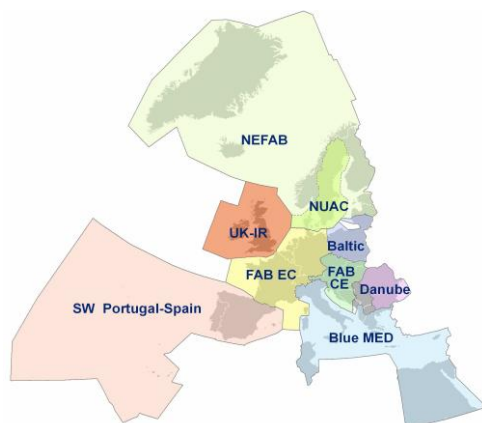 NEFAB
NUAC
UK-IR
Baltic
FAB EC
FAB
CE
Danube
SW Portugal-Spain
Blue MED